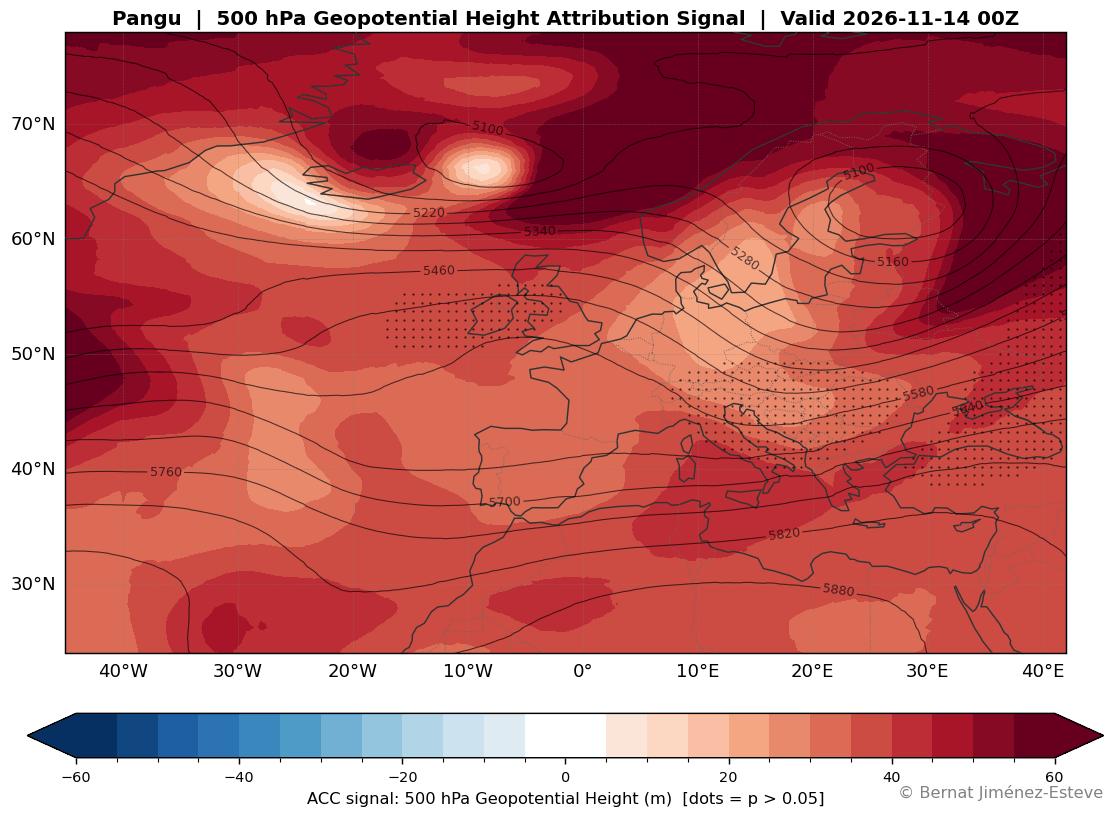 Pangu | 500 hPa Geopotential Height Attribution Signal | Valid 2026-11-14 00Z
70°N
60°N
50°N
40°N
30°N
5100
5100
5220
5340
5280
5160
5460
5580
5640
5760
5700
5820
5880
40°W 30°W 20°W 10°W 0° 10°E 20°E 30°E 40°E
−60 −40 −20 0 20 40 60
ACC signal: 500 hPa Geopotential Height (m) [dots = p > 0.05]
© Bernat Jiménez-Esteve